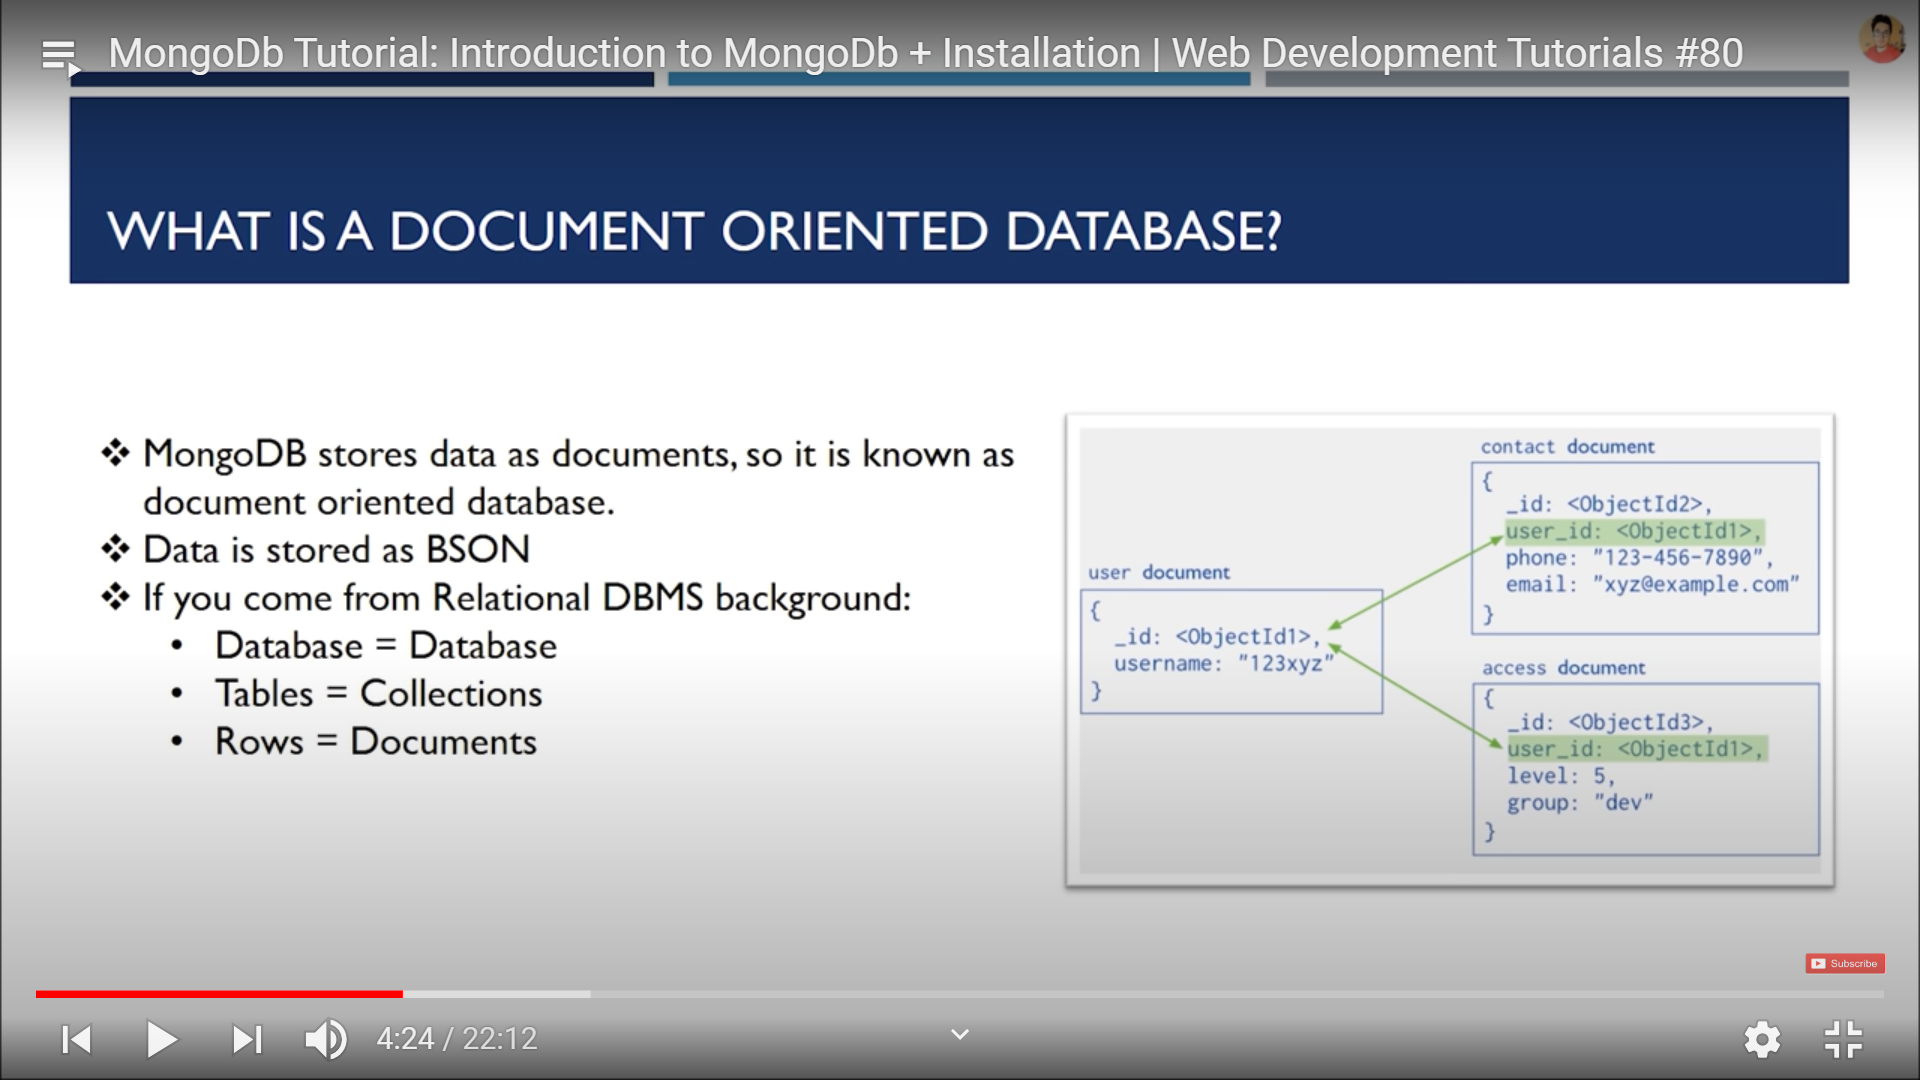 MongoDb Tutorial: Introduction to MongoDb + Installation | Web Development Tutorials #80
WHAT IS A DOCUMENT ORIENTED DATABASE?
❖ MongoDB stores data as documents, so it is known as
document oriented database.
❖ Data is stored as BSON
❖ If you come from Relational DBMS background:
• Database = Database
• Tables = Collections
• Rows = Documents
user document
{
_id: <ObjectId1>,
username: "123xyz"
}
contact document
{
_id: <ObjectId2>,
user_id: <ObjectId1>,
phone: "123-456-7890",
email: "xyz@example.com"
}
access document
{
_id: <ObjectId3>,
user_id: <ObjectId1>,
level: 5,
group: "dev"
}
Subscribe
4:24 / 22:12